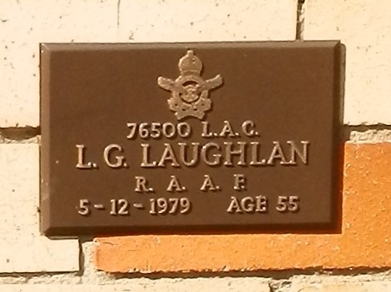 76500 L.A.C.
L. G. LAUGHLAN
R. A. A. F.
5-12-1979 AGE 55